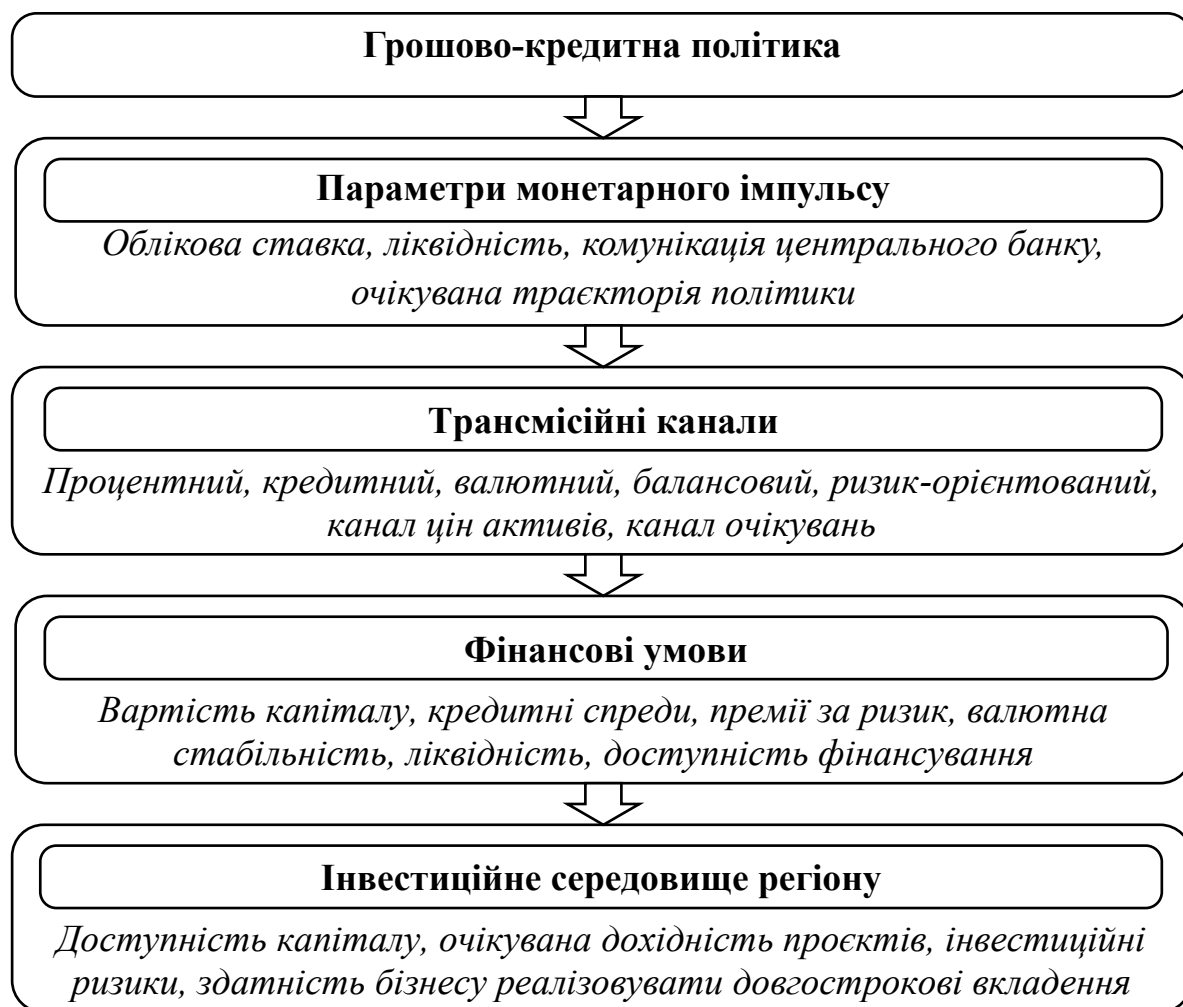 Грошово-кредитна політика
Параметри монетарного імпульсу
Облікова ставка, ліквідність, комунікація центрального банку,
очікувана траєкторія політики
Трансмісійні канали
Процентний, кредитний, валютний, балансовий, ризик-орієнтований,
канал цін активів, канал очікувань
Фінансові умови
Вартість капіталу, кредитні спреди, премії за ризик, валютна
стабільність, ліквідність, доступність фінансування
Інвестиційне середовище регіону
Доступність капіталу, очікувана дохідність проєктів, інвестиційні
ризики, здатність бізнесу реалізовувати довгострокові вкладення